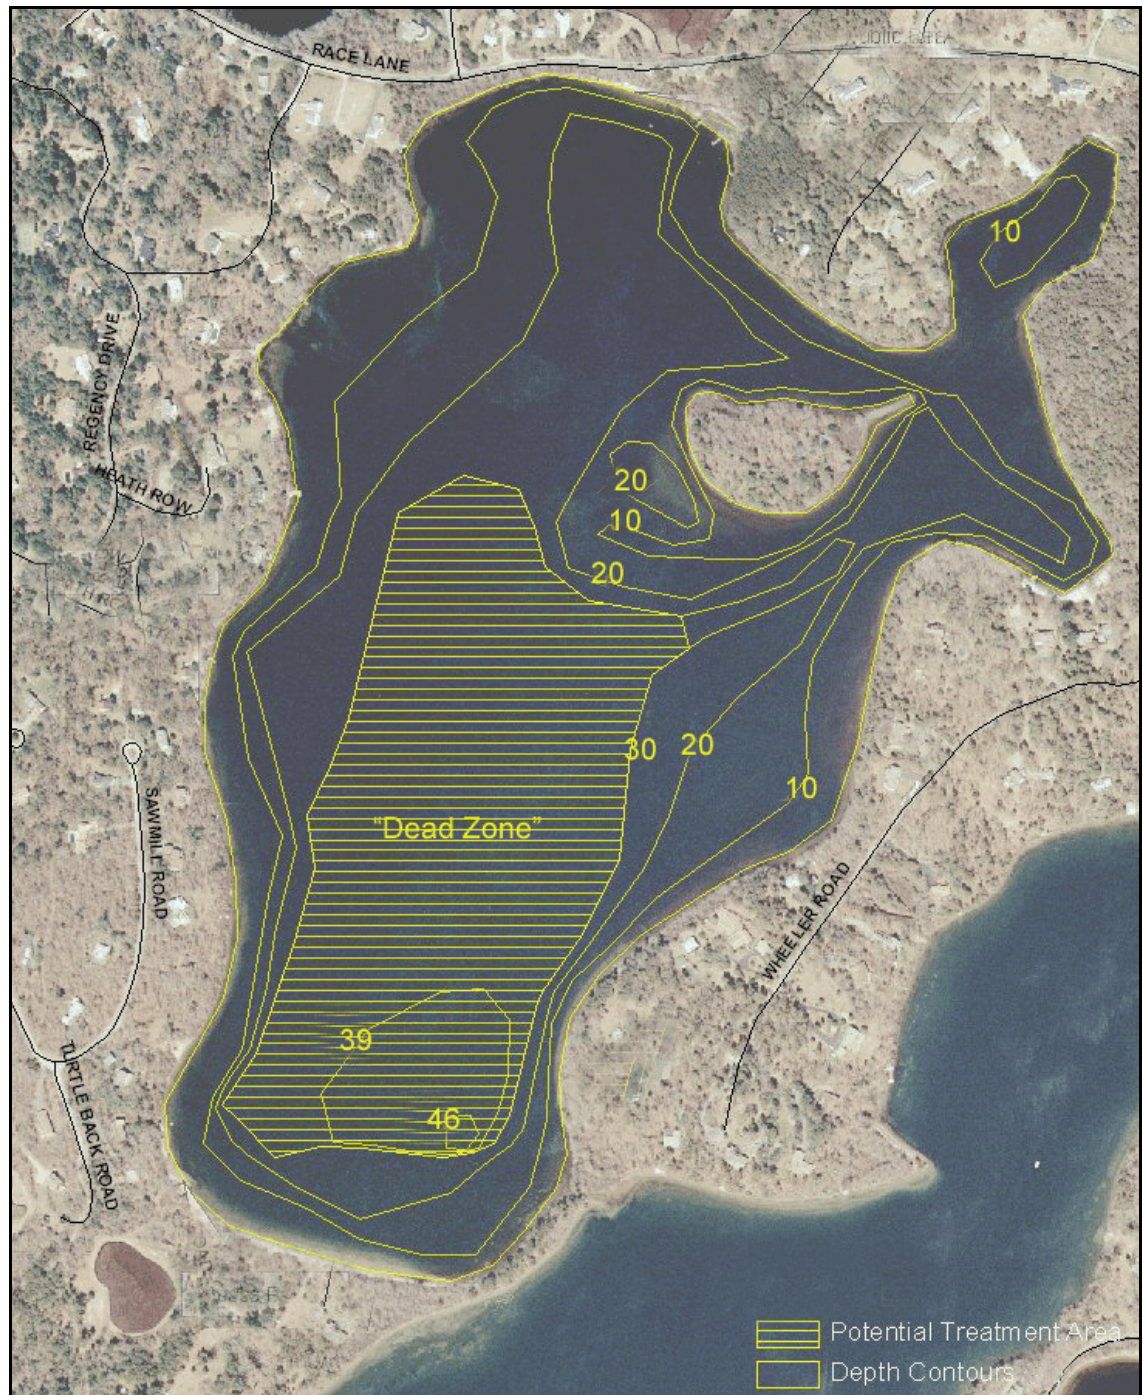 RACE LANE
10
REGENCY DRIVE
HEATH ROW
20
10
20
30
20
10
SAWMILL ROAD
"Dead Zone"
WHEELER ROAD
39
TURTLE BACK ROAD
46
Potential Treatment Area
Depth Contours